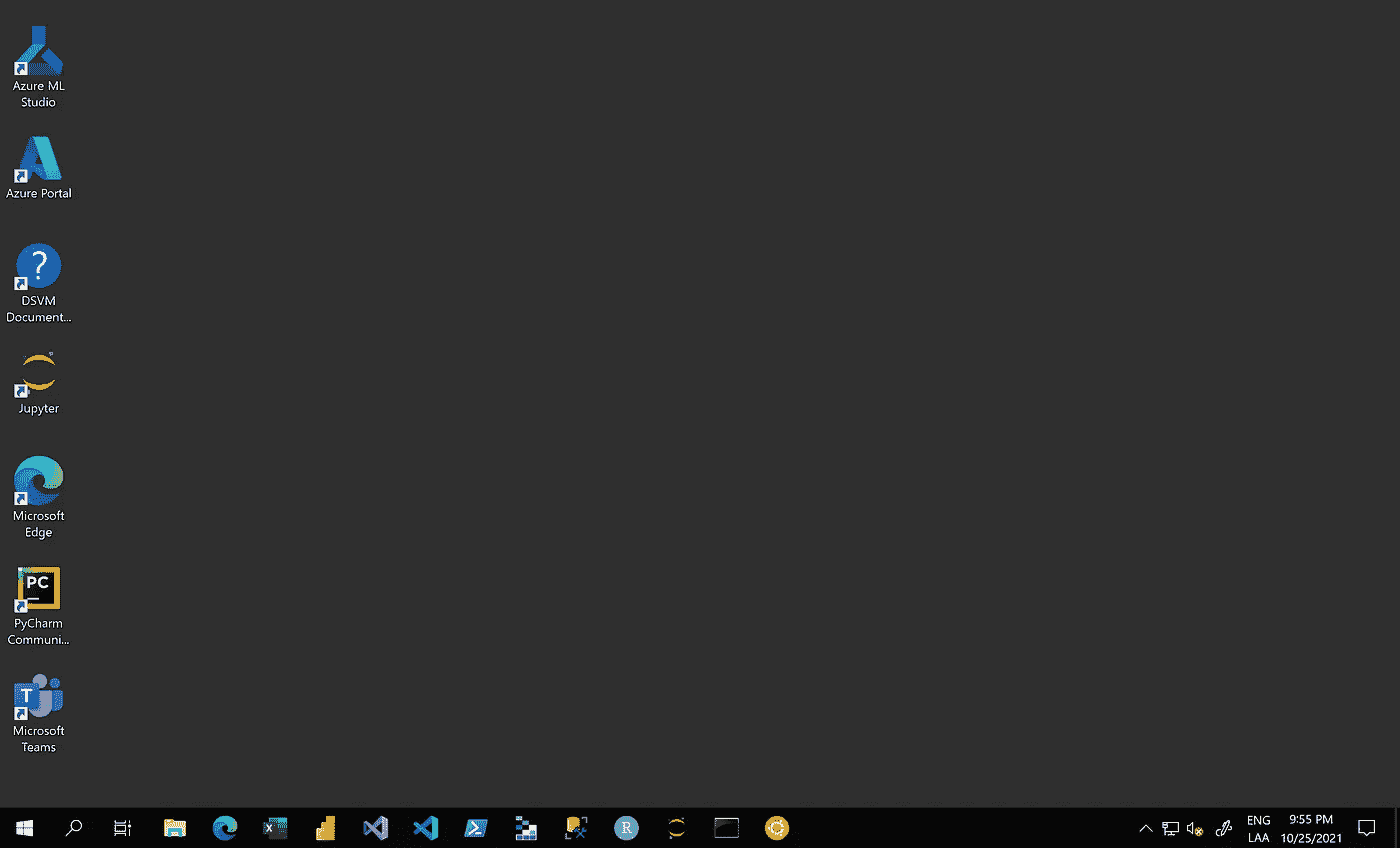 Azure ML
Studio
Azure Portal
?
DSVM
Document...
Jupyter
Microsoft
Edge
PC
PyCharm
Communi...
T
Microsoft
Teams
X
R
ENG
LAA
9:55 PM
10/25/2021